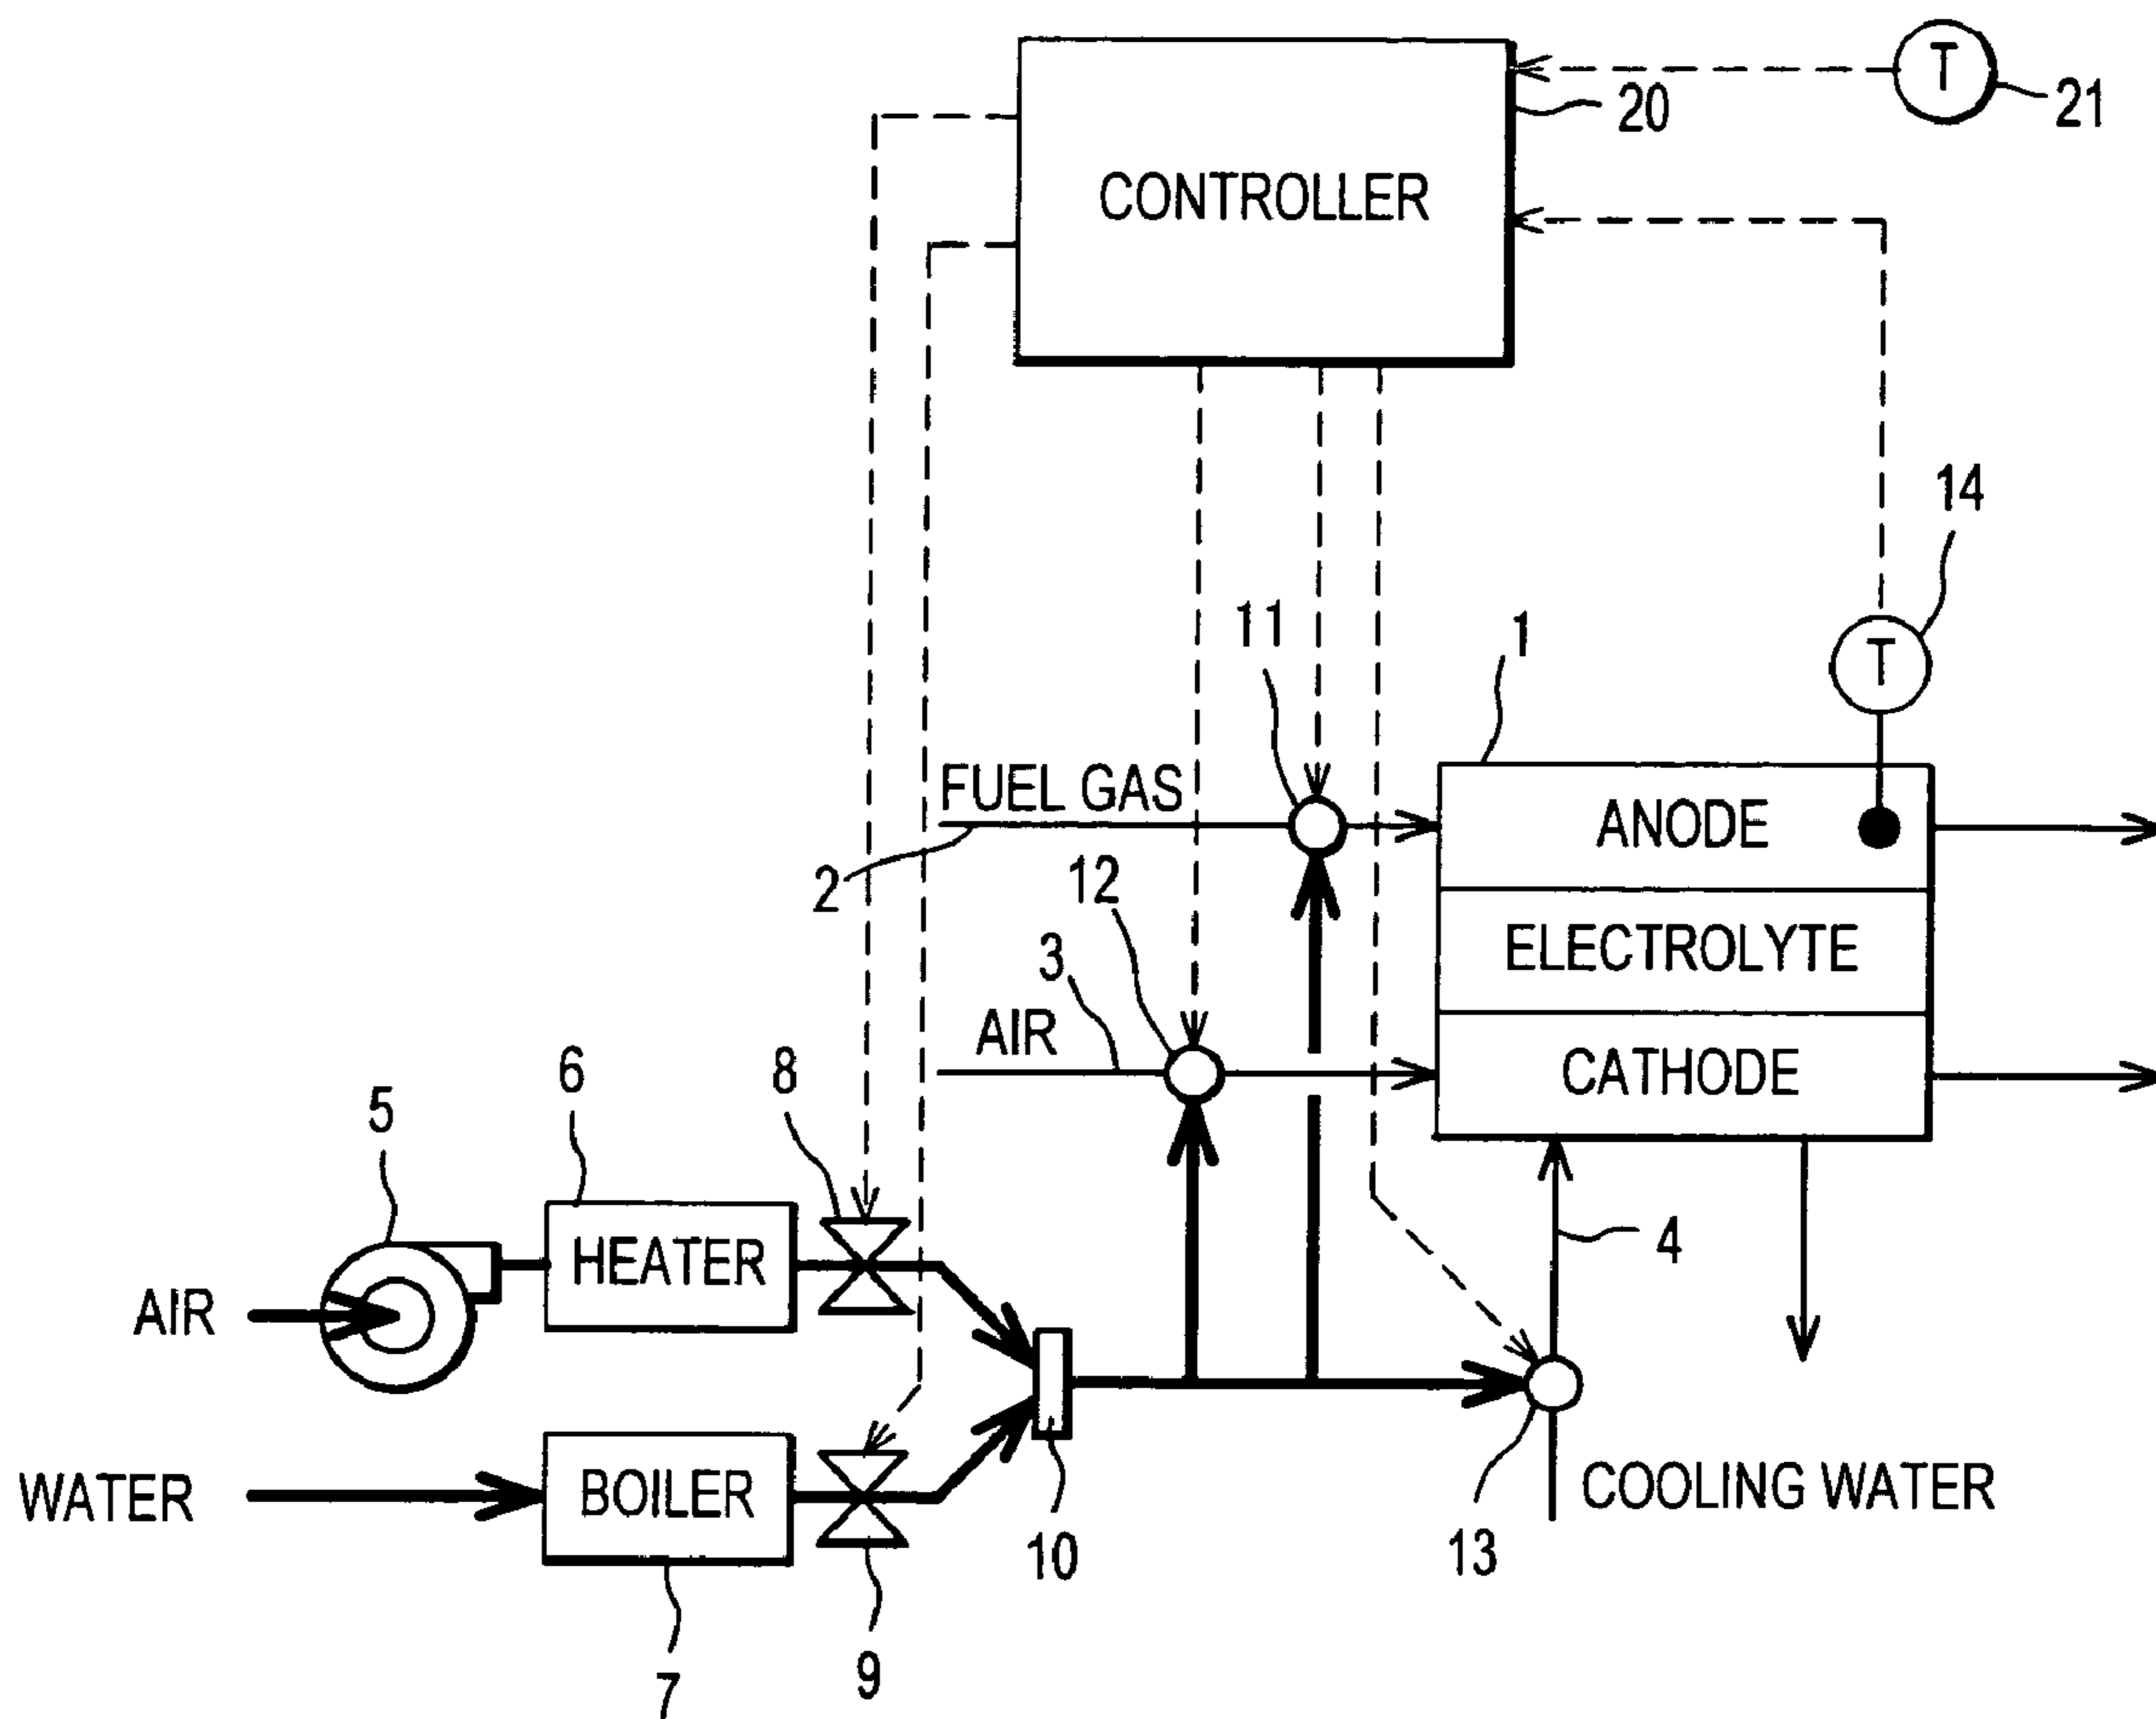 T
21
20
CONTROLLER
14
T
11
1
FUEL GAS
ANODE
2
12
ELECTROLYTE
3
AIR
CATHODE
6
8
5
4
HEATER
AIR
BOILER
WATER
COOLING WATER
10
13
9
7